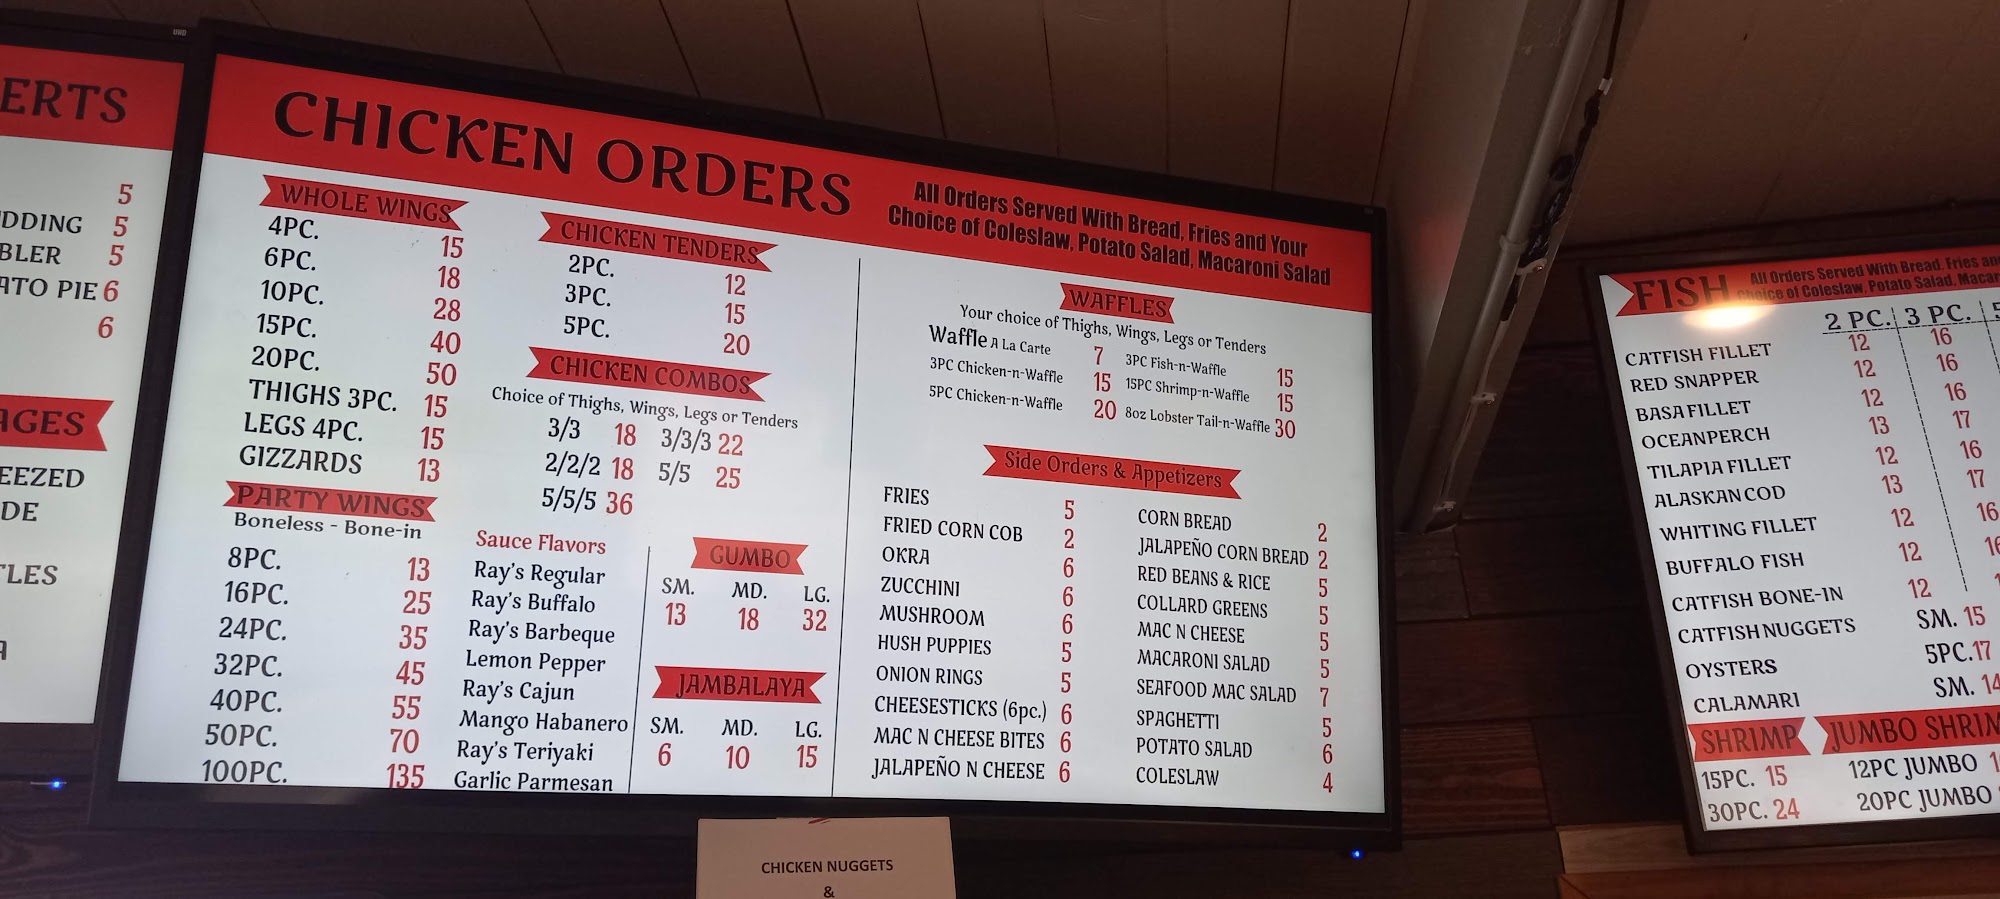 ERTS
5
DDING 5
BLER 5
ATO PIE 6
6
AGES
EEZED
DE
TLES
UHD
CHICKEN ORDERS
All Orders Served With Bread, Fries and Your
Choice of Coleslaw, Potato Salad, Macaroni Salad
WHOLE WINGS
4PC. 15
6PC. 18
10PC. 28
15PC. 40
20PC. 50
THIGHS 3PC. 15
LEGS 4PC. 15
GIZZARDS 13
PARTY WINGS
Boneless - Bone-in
8PC. 13
16PC. 25
24PC. 35
32PC. 45
40PC. 55
50PC. 70
100PC. 135
CHICKEN TENDERS
2PC. 12
3PC. 15
5PC. 20
CHICKEN COMBOS
Choice of Thighs, Wings, Legs or Tenders
3/3 18 3/3/3 22
2/2/2 18 5/5 25
5/5/5 36
Sauce Flavors
Ray's Regular
Ray's Buffalo
Ray's Barbeque
Lemon Pepper
Ray's Cajun
Mango Habanero
Ray's Teriyaki
Garlic Parmesan
GUMBO
SM. MD. LG.
13 18 32
JAMBALAYA
SM. MD. LG.
6 10 15
WAFFLES
Your choice of Thighs, Wings, Legs or Tenders
Waffle A La Carte 7 3PC Fish-n-Waffle 15
3PC Chicken-n-Waffle 15 15PC Shrimp-n-Waffle 15
5PC Chicken-n-Waffle 20 8oz Lobster Tail-n-Waffle 30
Side Orders & Appetizers
FRIES 5
FRIED CORN COB 2
OKRA 6
ZUCCHINI 6
MUSHROOM 6
HUSH PUPPIES 5
ONION RINGS 5
CHEESESTICKS (6pc.) 6
MAC N CHEESE BITES 6
JALAPEÑO N CHEESE 6
CORN BREAD 2
JALAPEÑO CORN BREAD 2
RED BEANS & RICE 5
COLLARD GREENS 5
MAC N CHEESE 5
MACARONI SALAD 5
SEAFOOD MAC SALAD 7
SPAGHETTI 5
POTATO SALAD 6
COLESLAW 4
CHICKEN NUGGETS
&
FISH All Orders Served With Bread, Fries an
Choice of Coleslaw, Potato Salad, Macar
2 PC. 3 PC. 5
CATFISH FILLET 12 16
RED SNAPPER 12 16
BASA FILLET 12 16
OCEANPERCH 13 17
TILAPIA FILLET 12 16
ALASKAN COD 13 17
WHITING FILLET 12 16
BUFFALO FISH 12 16
CATFISH BONE-IN 12
CATFISH NUGGETS SM. 15
OYSTERS 5PC. 17
CALAMARI SM. 14
SHRIMP JUMBO SHRIM
15PC. 15 12PC JUMBO
30PC. 24 20PC JUMBO